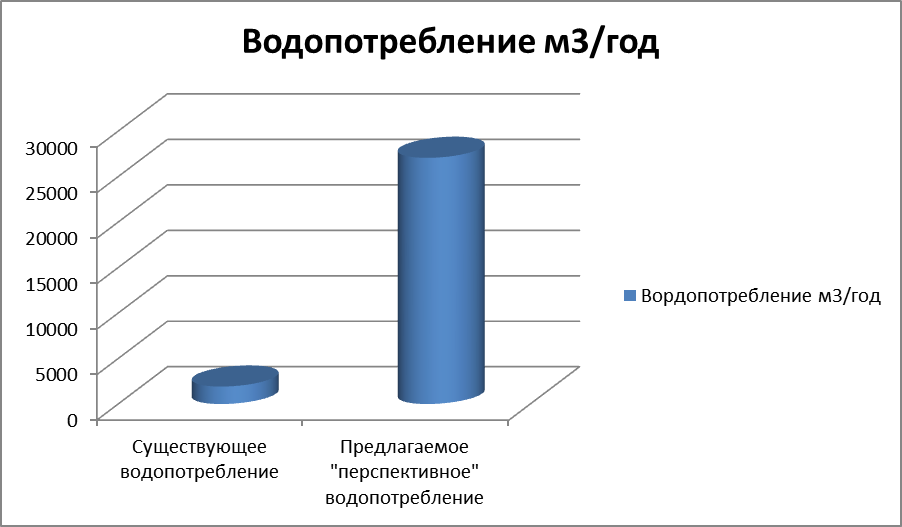 Водопотребление м3/год
30000
25000
20000
15000
10000
5000
0
Существующее
водопотребление
Предлагаемое
"перспективное"
водопотребление
Вордопотребление м3/год